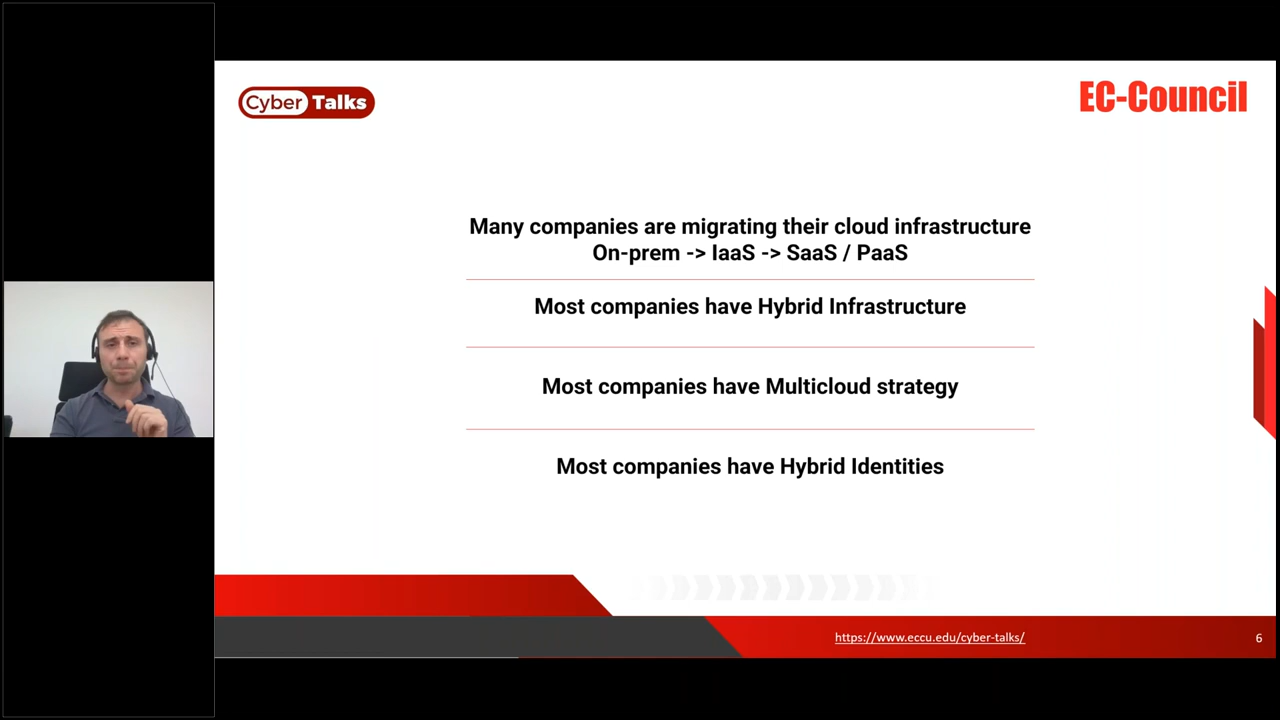 Cyber Talks
EC-Council
Many companies are migrating their cloud infrastructure
On-prem -> IaaS -> SaaS / PaaS
Most companies have Hybrid Infrastructure
Most companies have Multicloud strategy
Most companies have Hybrid Identities
https://www.eccu.edu/cyber-talks/
6